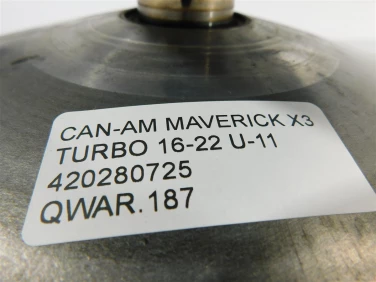 CAN-AM MAVERICK X3
TURBO 16-22 U-11
420280725
QWAR.187